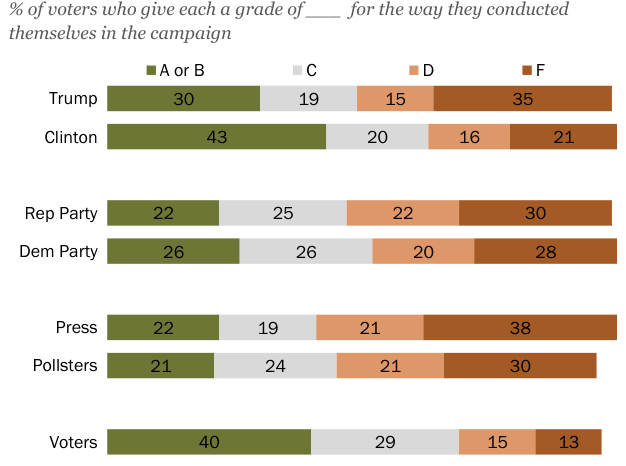 % of voters who give each a grade of ___ for the way they conducted
themselves in the campaign
A or B C D F
Trump 30 19 15 35
Clinton 43 20 16 21
Rep Party 22 25 22 30
Dem Party 26 26 20 28
Press 22 19 21 38
Pollsters 21 24 21 30
Voters 40 29 15 13